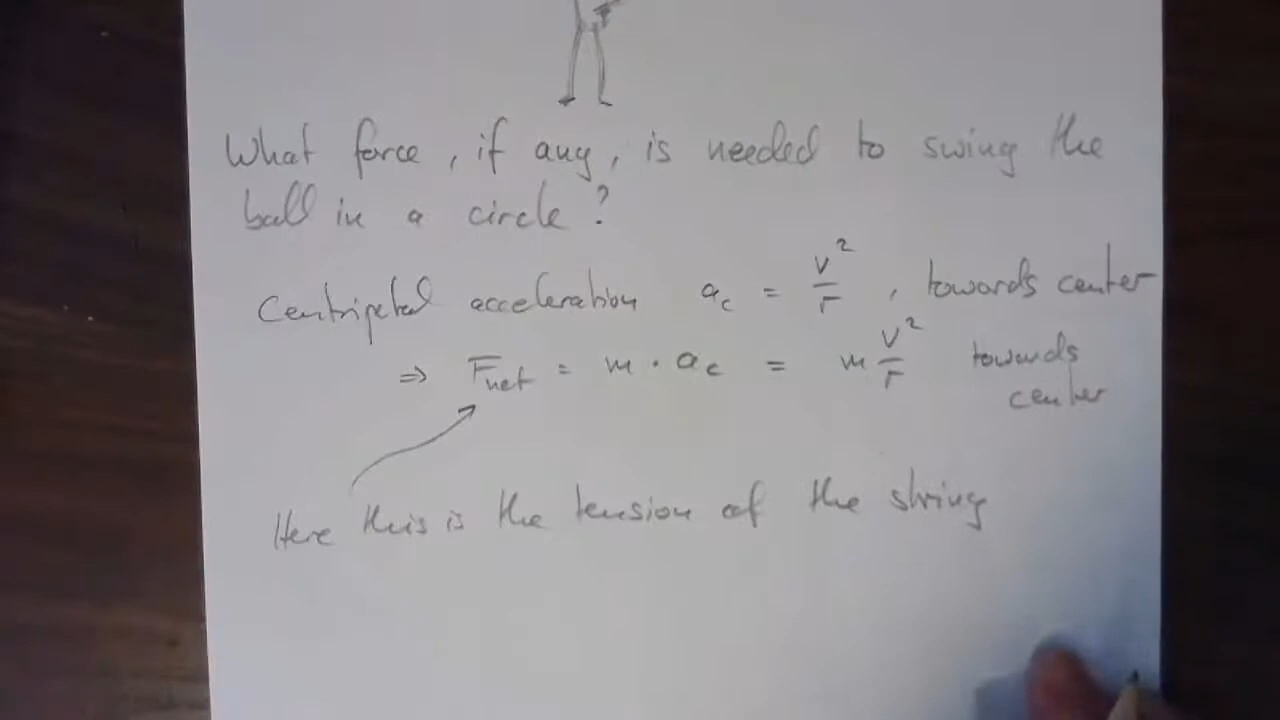 What force, if any, is needed to swing the
ball in a circle?
Centripetal acceleration a_c = v²/r, towards center
⇒ F_net = m · a_c = m v²/r towards
center
Here this is the tension of the string